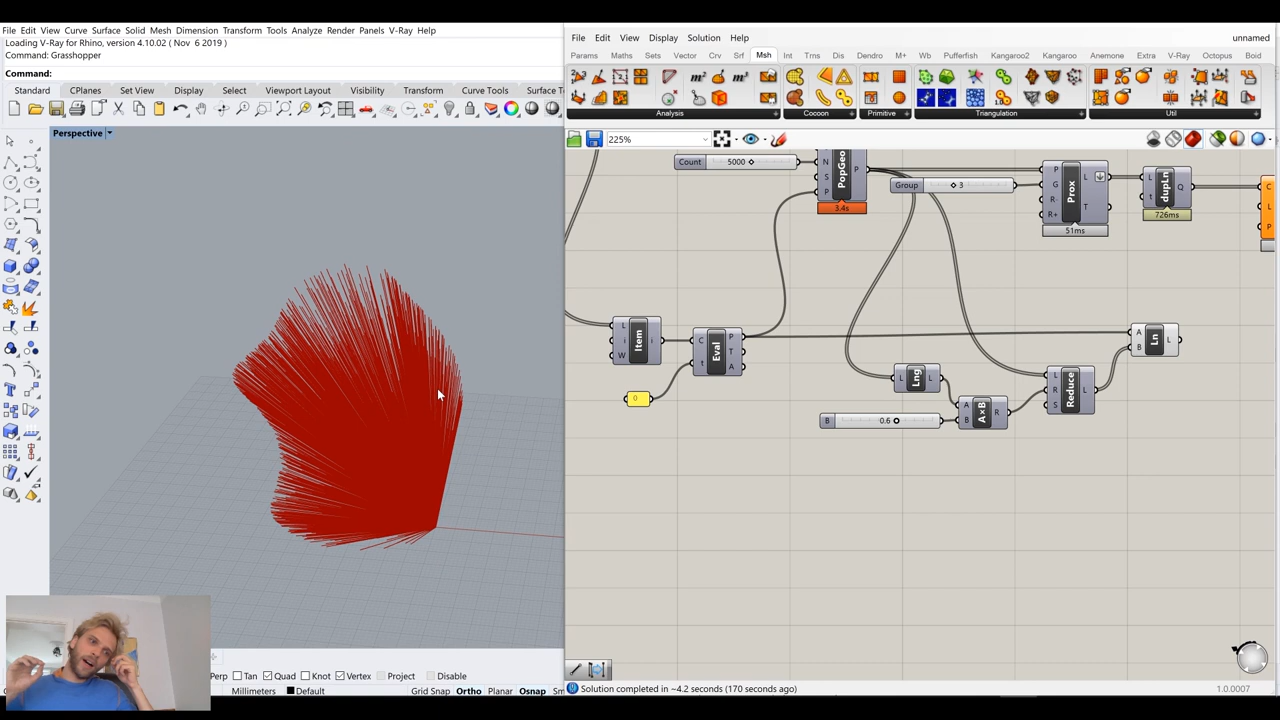 File Edit View Curve Surface Solid Mesh Dimension Transform Tools Analyze Render Panels V-Ray Help
Loading V-Ray for Rhino, version 4.10.02 ( Nov 6 2019 )
Command: Grasshopper
Command:
Standard CPlanes Set View Display Select Viewport Layout Visibility Transform Curve Tools Surface To
Perspective
Perp Tan Quad Knot Vertex Project Disable
Millimeters Default Grid Snap Ortho Planar Osnap Sm
File Edit View Display Solution Help unnamed
Params Maths Sets Vector Crv Srf Msh Int Trns Dis Dendro M+ Wb Pufferfish Kangaroo2 Kangaroo Anemone Extra V-Ray Octopus Boid
Analysis Cocoon Primitive Triangulation Util
225%
Count 5000
N S P PopGeo P
3.4s
Group 3
P G R- R+ Prox L T
51ms
L t dupLn Q
726ms
C L P
L i W Item i
C t Eval P T A
0
A B Ln L
L Lng L
L R S Reduce L
B 0.6
A B A×B R
Solution completed in ~4.2 seconds (170 seconds ago)
1.0.0007